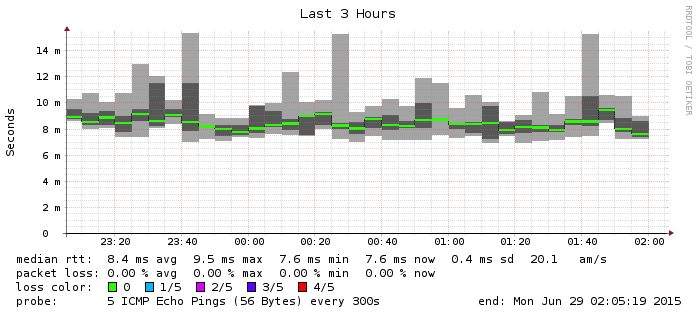 Last 3 Hours
RRDTOOL / TOBI OETIKER
Seconds
14 m
12 m
10 m
8 m
6 m
4 m
2 m
0
23:20 23:40 00:00 00:20 00:40 01:00 01:20 01:40 02:00
median rtt: 8.4 ms avg 9.5 ms max 7.6 ms min 7.6 ms now 0.4 ms sd 20.1 am/s
packet loss: 0.00 % avg 0.00 % max 0.00 % min 0.00 % now
loss color: 0 1/5 2/5 3/5 4/5
probe: 5 ICMP Echo Pings (56 Bytes) every 300s end: Mon Jun 29 02:05:19 2015